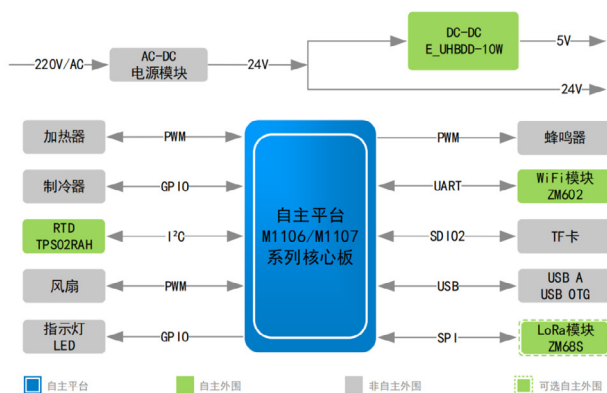 220V/AC
AC-DC
电源模块
24V
DC-DC
E_UHBDD-10W
5V
24V
加热器
PWM
制冷器
GPIO
RTD
TPS02RAH
I²C
风扇
PWM
指示灯
LED
GPIO
自主平台
M1106/M1107
系列核心板
PWM
蜂鸣器
UART
WiFi模块
ZM602
SDIO2
TF卡
USB
USB A
USB OTG
SPI
LoRa模块
ZM68S
自主平台
自主外围
非自主外围
可选自主外围